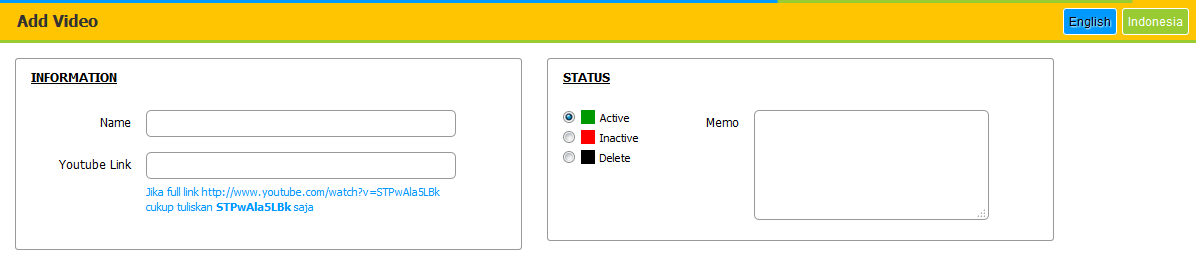 Add Video
English
Indonesia
INFORMATION
Name
Youtube Link
Jika full link http://www.youtube.com/watch?v=STPwAla5LBk
cukup tuliskan STPwAla5LBk saja
STATUS
Active
Inactive
Delete
Memo